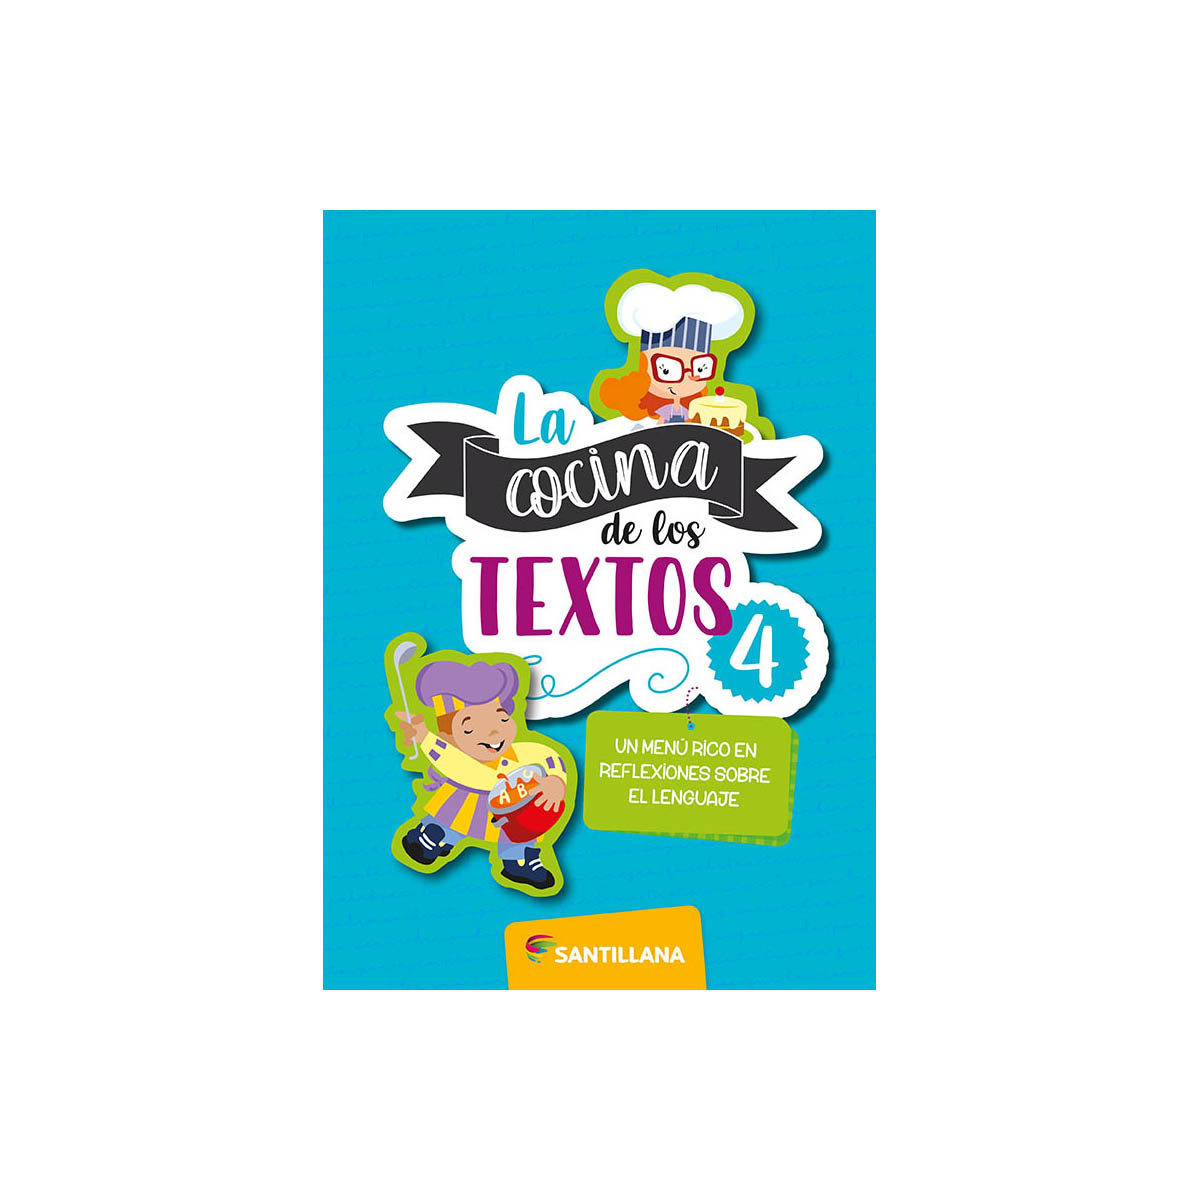 La
cocina
de los
TEXTOS
4
UN MENÚ RICO EN
REFLEXIONES SOBRE
EL LENGUAJE
A B C
SANTILLANA